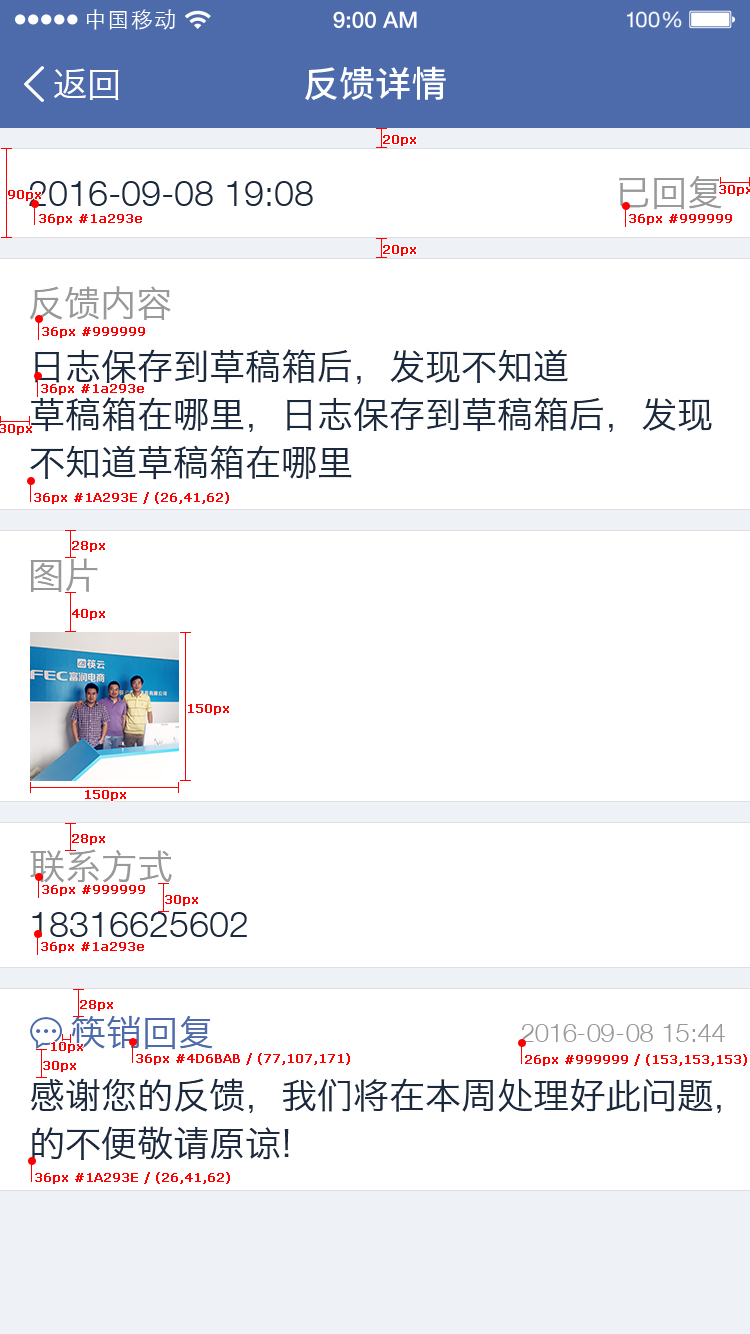 中国移动 9:00 AM 100%
返回 反馈详情
20px
90px 2016-09-08 19:08 已回复 30px
36px #1a293e 36px #999999
20px
反馈内容
36px #999999
日志保存到草稿箱后，发现不知道
36px #1a293e
草稿箱在哪里，日志保存到草稿箱后，发现
30px
不知道草稿箱在哪里
36px #1A293E / (26,41,62)
28px
图片
40px
筷云
FEC 富润电商
150px
150px
28px
联系方式
36px #999999
30px
18316625602
36px #1a293e
28px
筷销回复 2016-09-08 15:44
10px
36px #4D6BAB / (77,107,171) 26px #999999 / (153,153,153)
30px
感谢您的反馈，我们将在本周处理好此问题，
的不便敬请原谅!
36px #1A293E / (26,41,62)